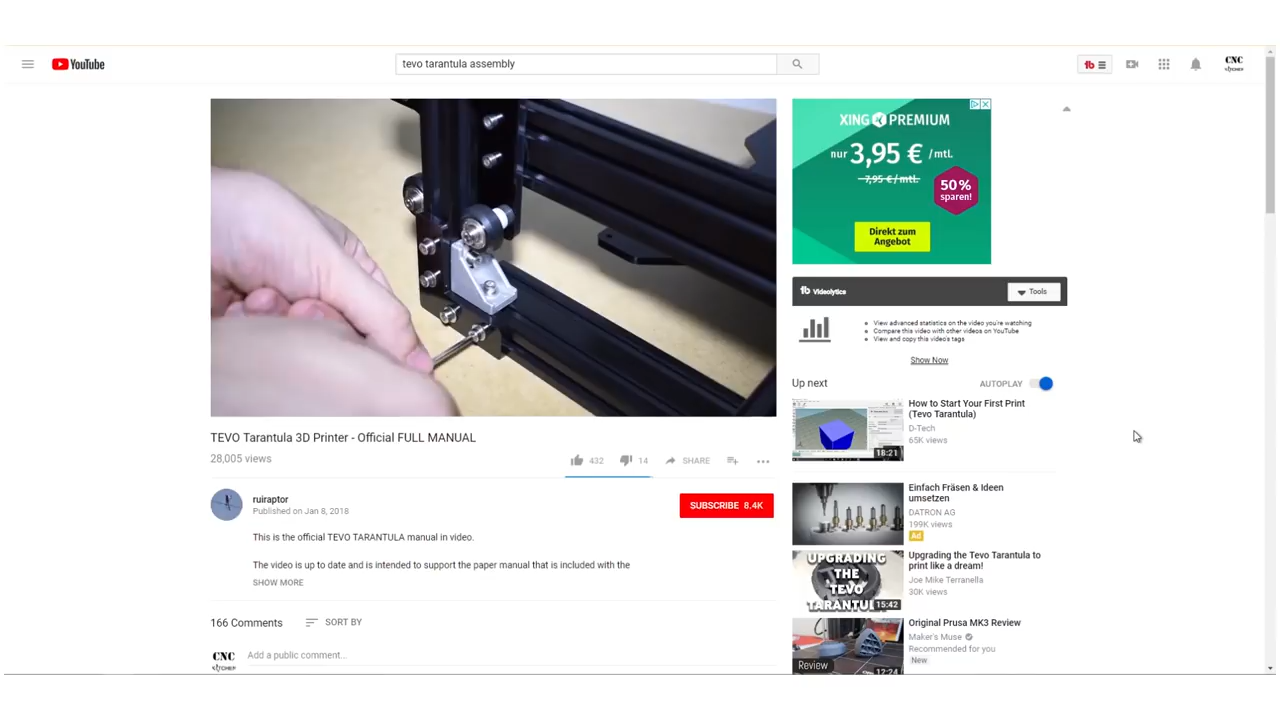 YouTube
tevo tarantula assembly
CNC
KITCHEN
XING PREMIUM
nur 3,95 € /mtl.
7,95 €/mtl.
50%
sparen!
Direkt zum
Angebot
Videolytics
Tools
View advanced statistics on the video you're watching
Compare this video with other videos on YouTube
View and copy this video's tags
Show Now
Up next
AUTOPLAY
How to Start Your First Print
(Tevo Tarantula)
D-Tech
65K views
18:21
TEVO Tarantula 3D Printer - Official FULL MANUAL
28,005 views
432
14
SHARE
ruiraptor
Published on Jan 8, 2018
SUBSCRIBE 8.4K
This is the official TEVO TARANTULA manual in video.
The video is up to date and is intended to support the paper manual that is included with the
SHOW MORE
166 Comments
SORT BY
CNC
KITCHEN
Add a public comment...
Einfach Fräsen & Ideen
umsetzen
DATRON AG
199K views
Ad
UPGRADING
THE
TEVO
TARANTUL
15:42
Upgrading the Tevo Tarantula to
print like a dream!
Joe Mike Terranella
30K views
Original Prusa MK3 Review
Maker's Muse
Recommended for you
New
Review
12:24